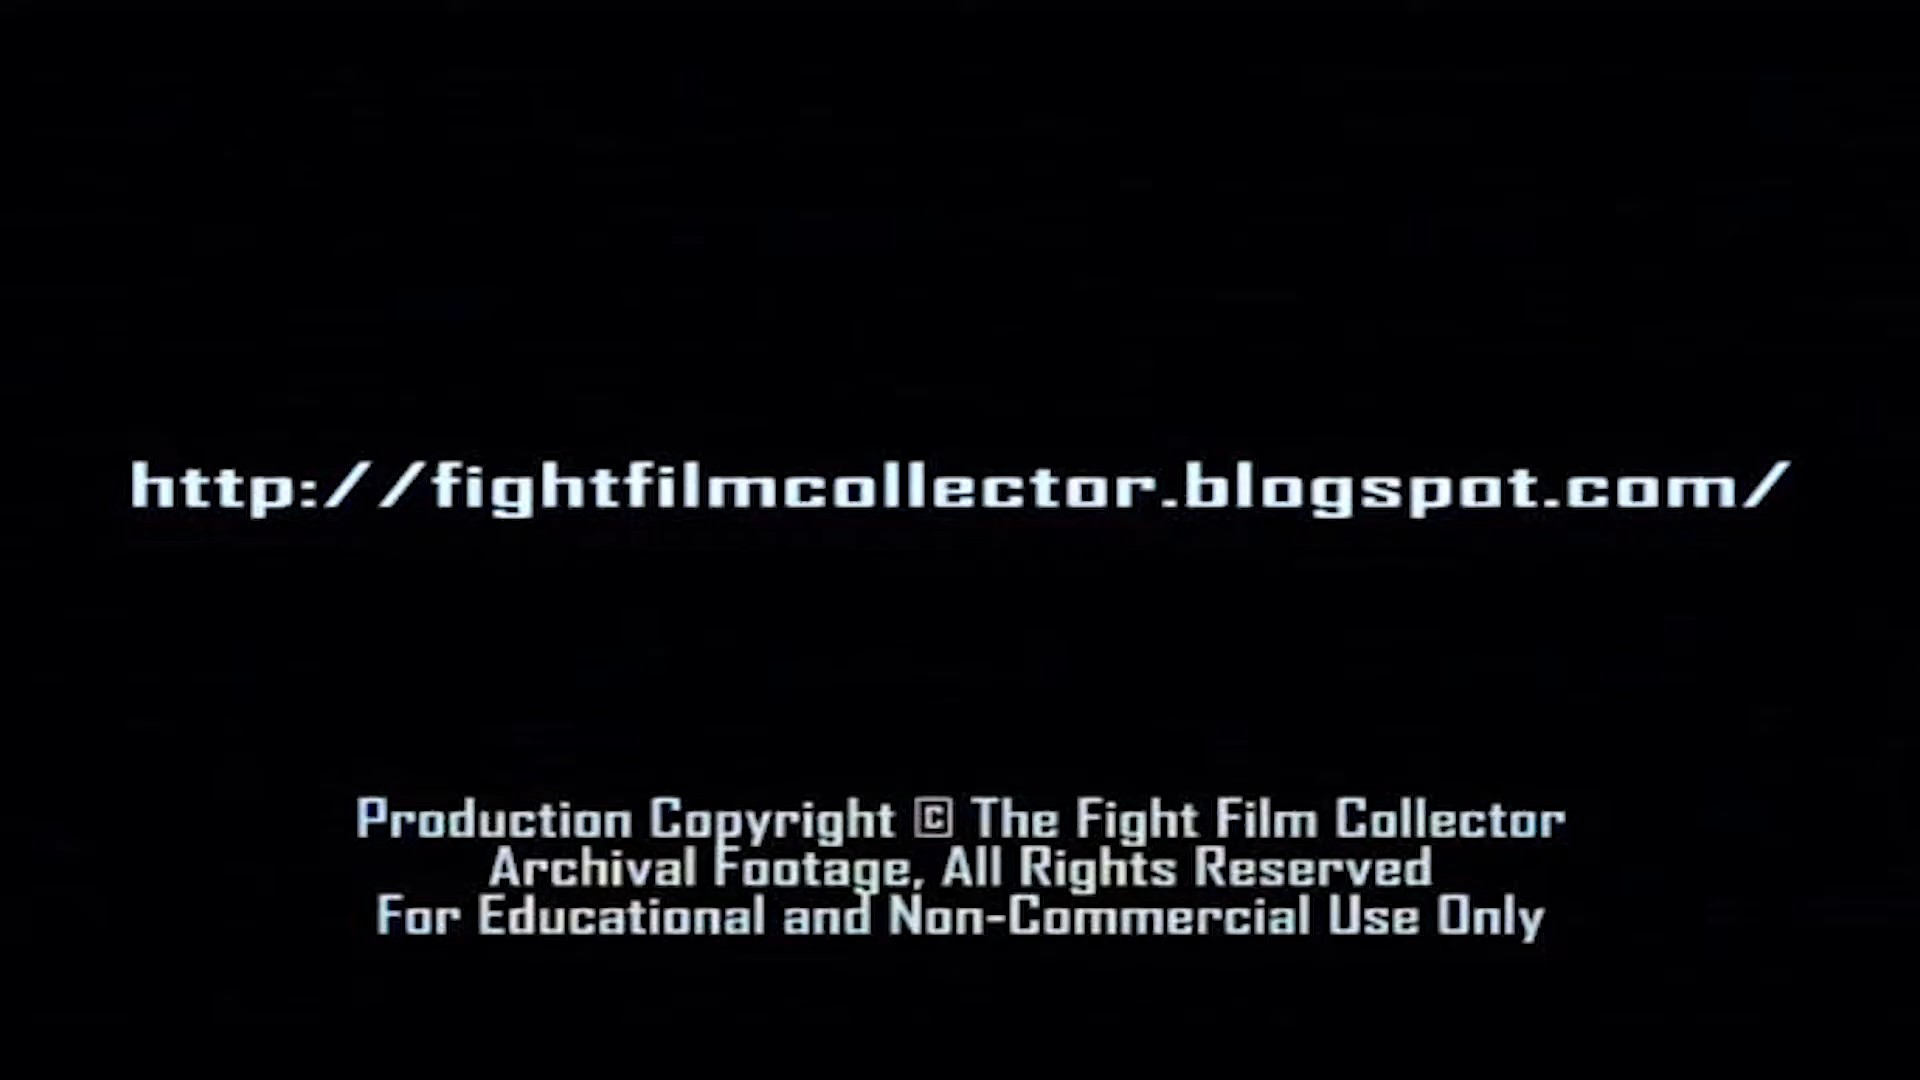 http://fightfilmcollector.blogspot.com/
Production Copyright © The Fight Film Collector
Archival Footage, All Rights Reserved
For Educational and Non-Commercial Use Only